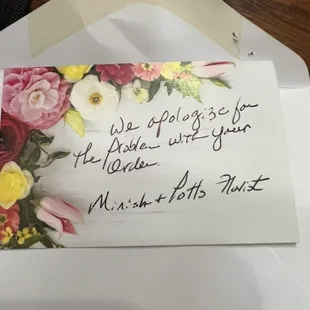 We apologize for
the problem with your
Order.
Minish + Potts Florist